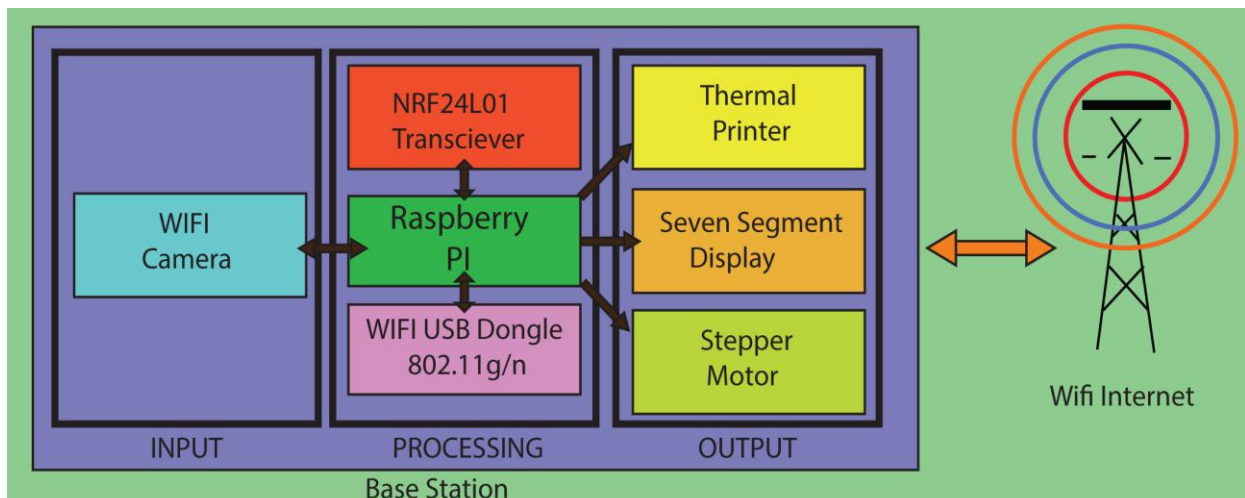 WIFI
Camera
INPUT
NRF24L01
Transciever
Raspberry
PI
WIFI USB Dongle
802.11g/n
PROCESSING
Thermal
Printer
Seven Segment
Display
Stepper
Motor
OUTPUT
Base Station
Wifi Internet